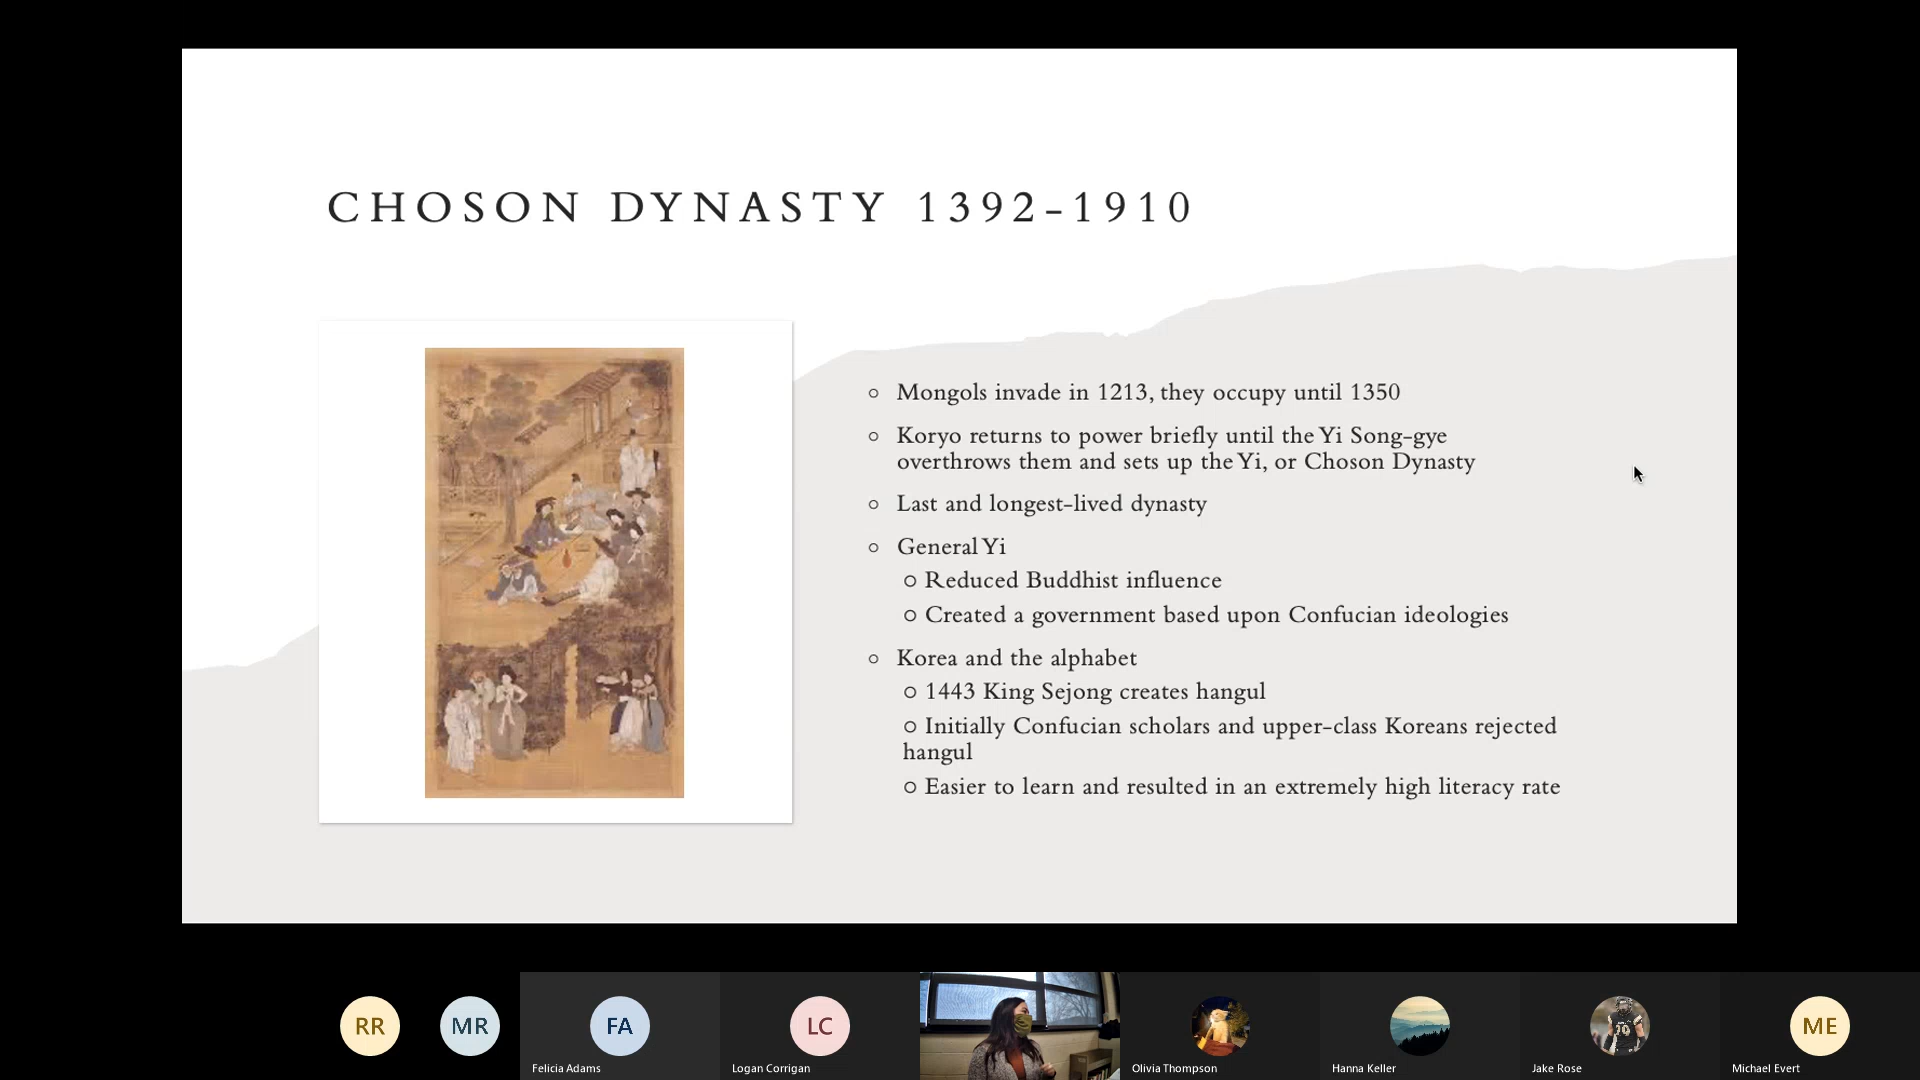 CHOSON DYNASTY 1392-1910
Mongols invade in 1213, they occupy until 1350
Koryo returns to power briefly until the Yi Song-gye
overthrows them and sets up the Yi, or Choson Dynasty
Last and longest-lived dynasty
General Yi
Reduced Buddhist influence
Created a government based upon Confucian ideologies
Korea and the alphabet
1443 King Sejong creates hangul
Initially Confucian scholars and upper-class Koreans rejected
hangul
Easier to learn and resulted in an extremely high literacy rate
RR
MR
FA
LC
ME
Felicia Adams
Logan Corrigan
Olivia Thompson
Hanna Keller
Jake Rose
Michael Evert